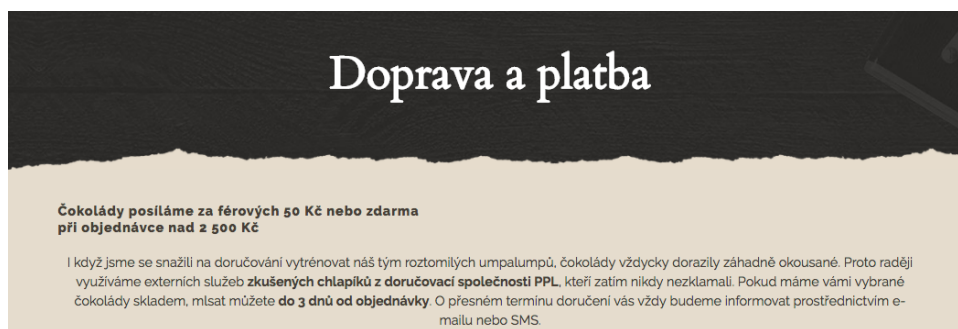 Doprava a platba
Čokolády posíláme za férových 50 Kč nebo zdarma
při objednávce nad 2 500 Kč
I když jsme se snažili na doručování vytrénovat náš tým roztomilých umpalumpů, čokolády vždycky dorazily záhadně okousané. Proto raději
využíváme externích služeb zkušených chlapíků z doručovací společnosti PPL, kteří zatím nikdy nezklamali. Pokud máme vámi vybrané
čokolády skladem, mlsat můžete do 3 dnů od objednávky. O přesném termínu doručení vás vždy budeme informovat prostřednictvím e-
mailu nebo SMS.